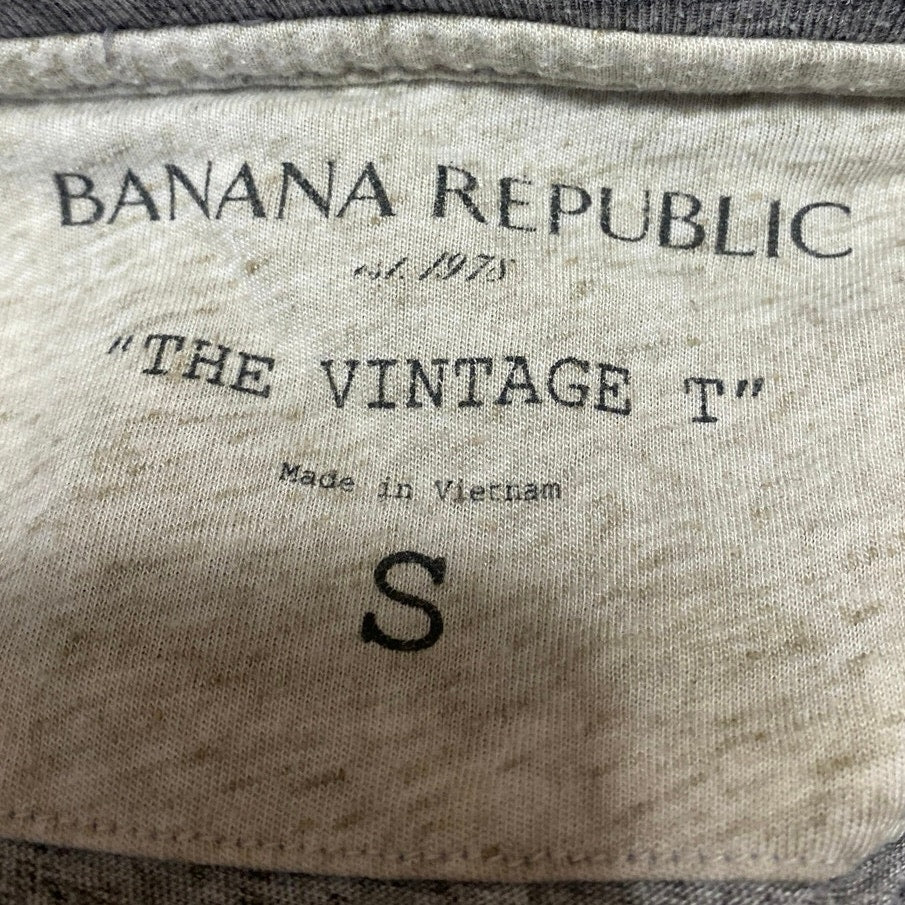 BANANA REPUBLIC
est. 1978
"THE VINTAGE T"
Made in Vietnam
S